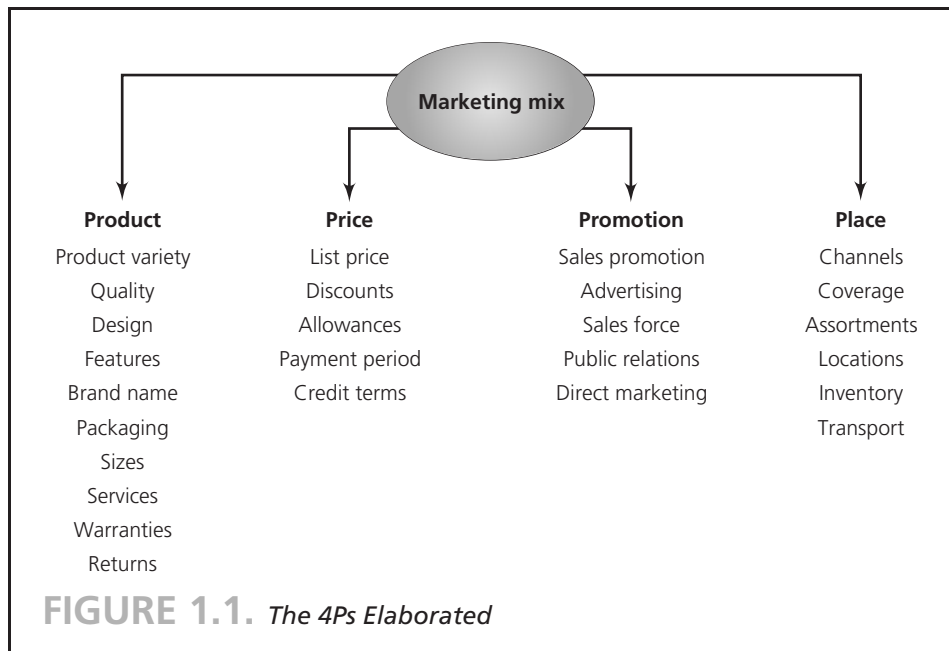 Marketing mix
Product
Product variety
Quality
Design
Features
Brand name
Packaging
Sizes
Services
Warranties
Returns
Price
List price
Discounts
Allowances
Payment period
Credit terms
Promotion
Sales promotion
Advertising
Sales force
Public relations
Direct marketing
Place
Channels
Coverage
Assortments
Locations
Inventory
Transport
FIGURE 1.1. The 4Ps Elaborated